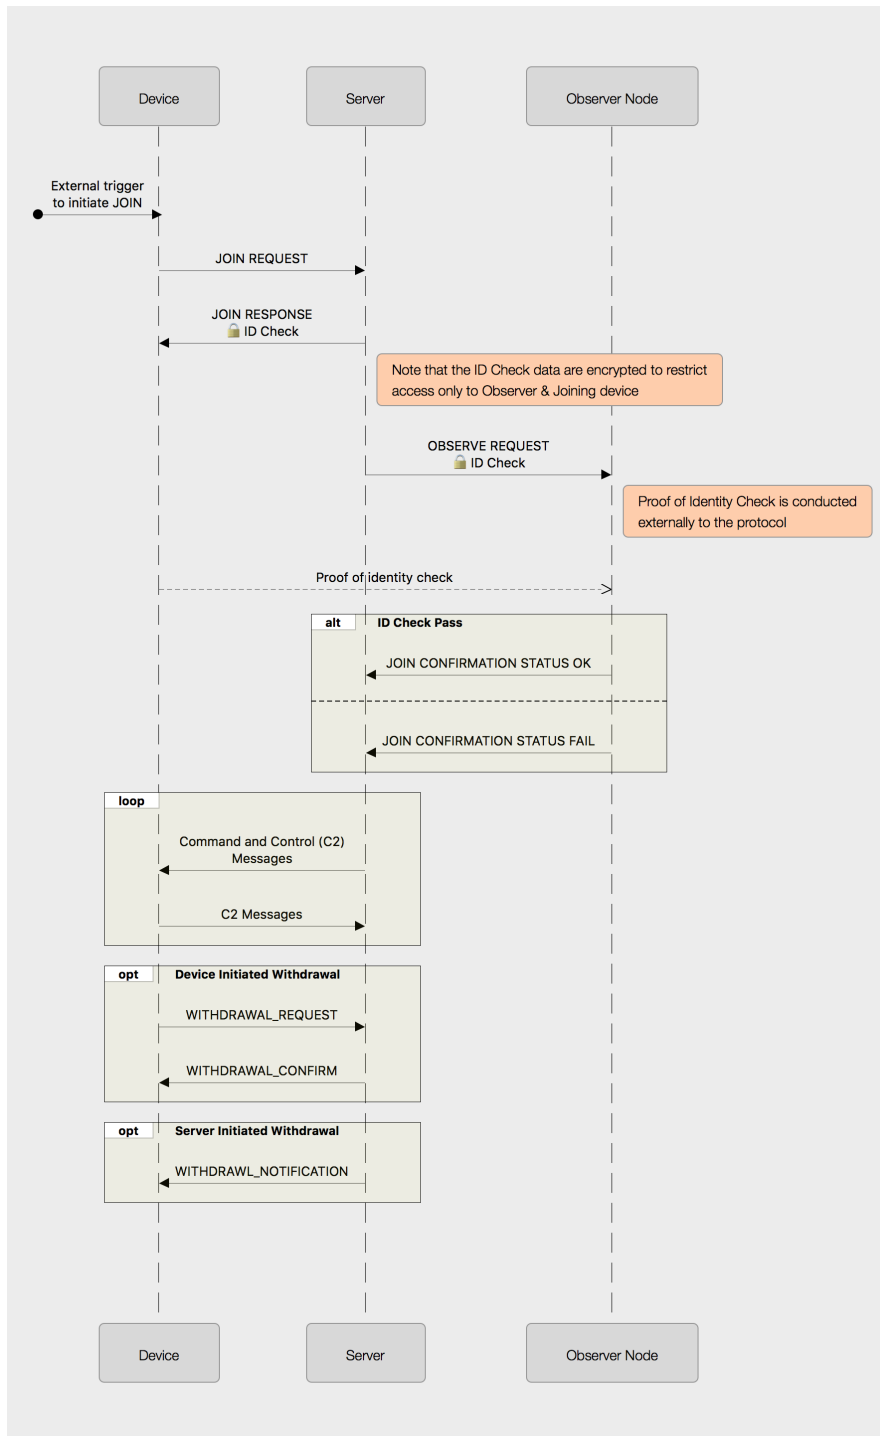 Device
Server
Observer Node
External trigger
to initiate JOIN
JOIN REQUEST
JOIN RESPONSE
🔒 ID Check
Note that the ID Check data are encrypted to restrict
access only to Observer & Joining device
OBSERVE REQUEST
🔒 ID Check
Proof of Identity Check is conducted
externally to the protocol
Proof of identity check
alt
ID Check Pass
JOIN CONFIRMATION STATUS OK
JOIN CONFIRMATION STATUS FAIL
loop
Command and Control (C2)
Messages
C2 Messages
opt
Device Initiated Withdrawal
WITHDRAWAL_REQUEST
WITHDRAWAL_CONFIRM
opt
Server Initiated Withdrawal
WITHDRAWL_NOTIFICATION
Device
Server
Observer Node